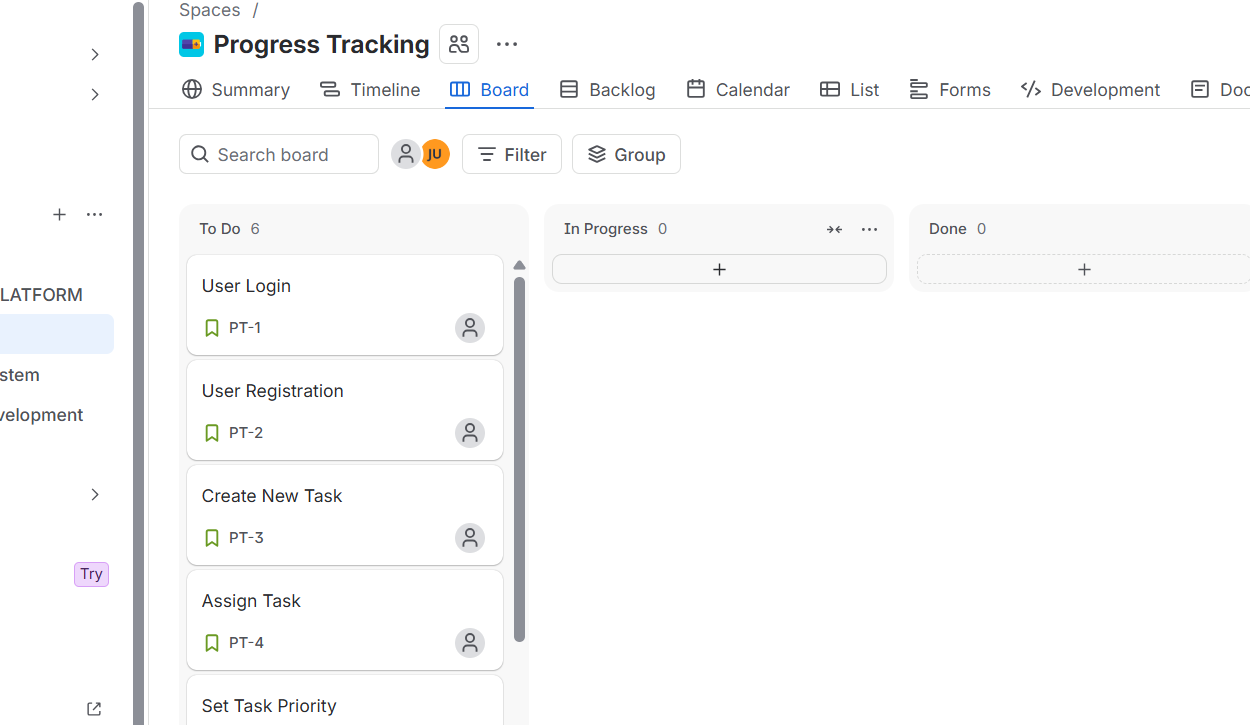 Spaces /
Progress Tracking
Summary Timeline Board Backlog Calendar List Forms Development
Search board JU Filter Group
To Do 6
In Progress 0
Done 0
User Login
PT-1
User Registration
PT-2
Create New Task
PT-3
Assign Task
PT-4
Set Task Priority
LATFORM
stem
velopment
Try